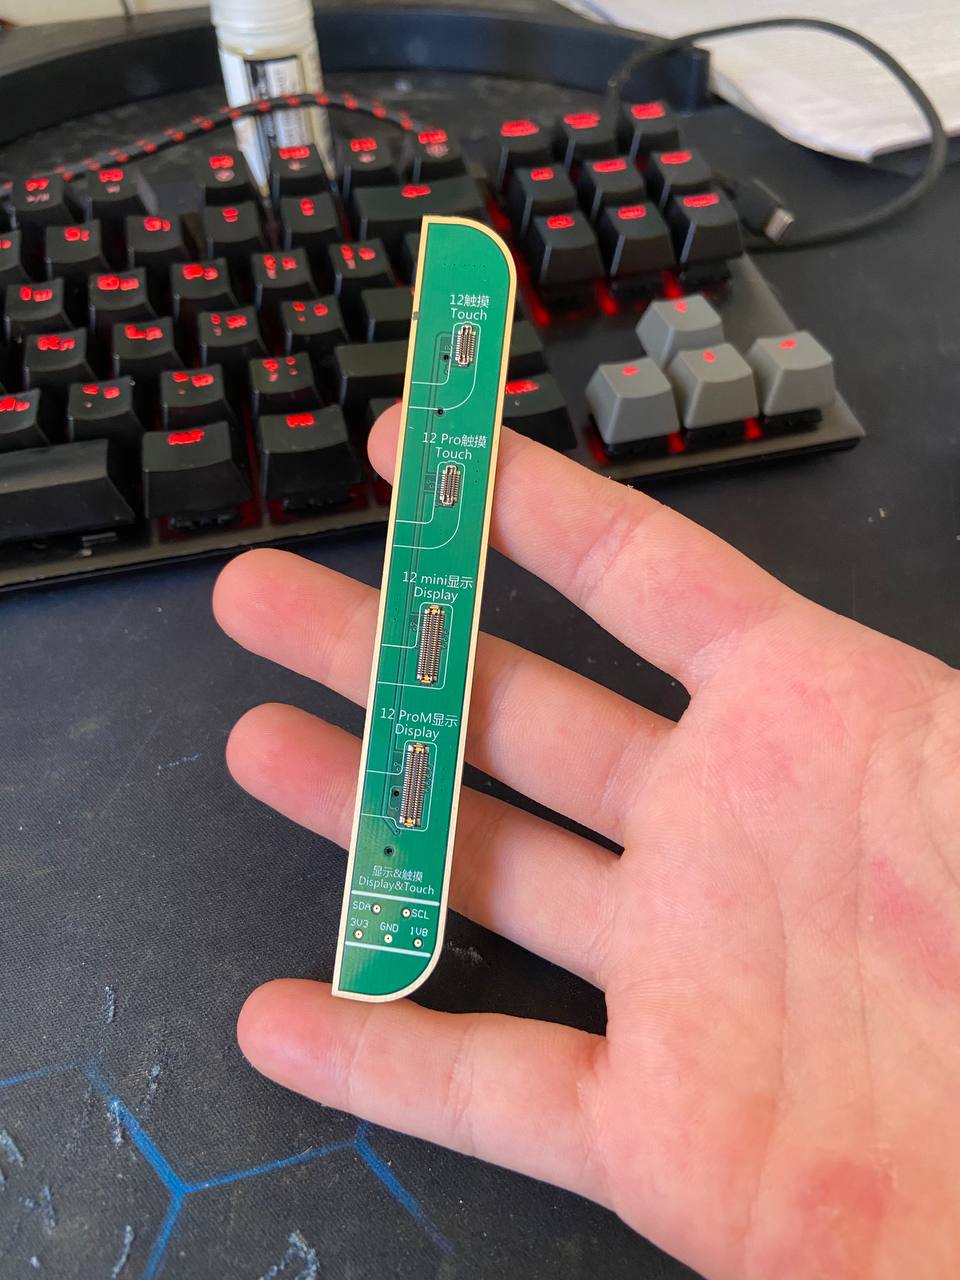 12触摸
Touch
12 Pro触摸
Touch
12 mini显示
Display
12 ProM显示
Display
显示&触摸
Display&Touch
SDA SCL
3V3 GND 1V8